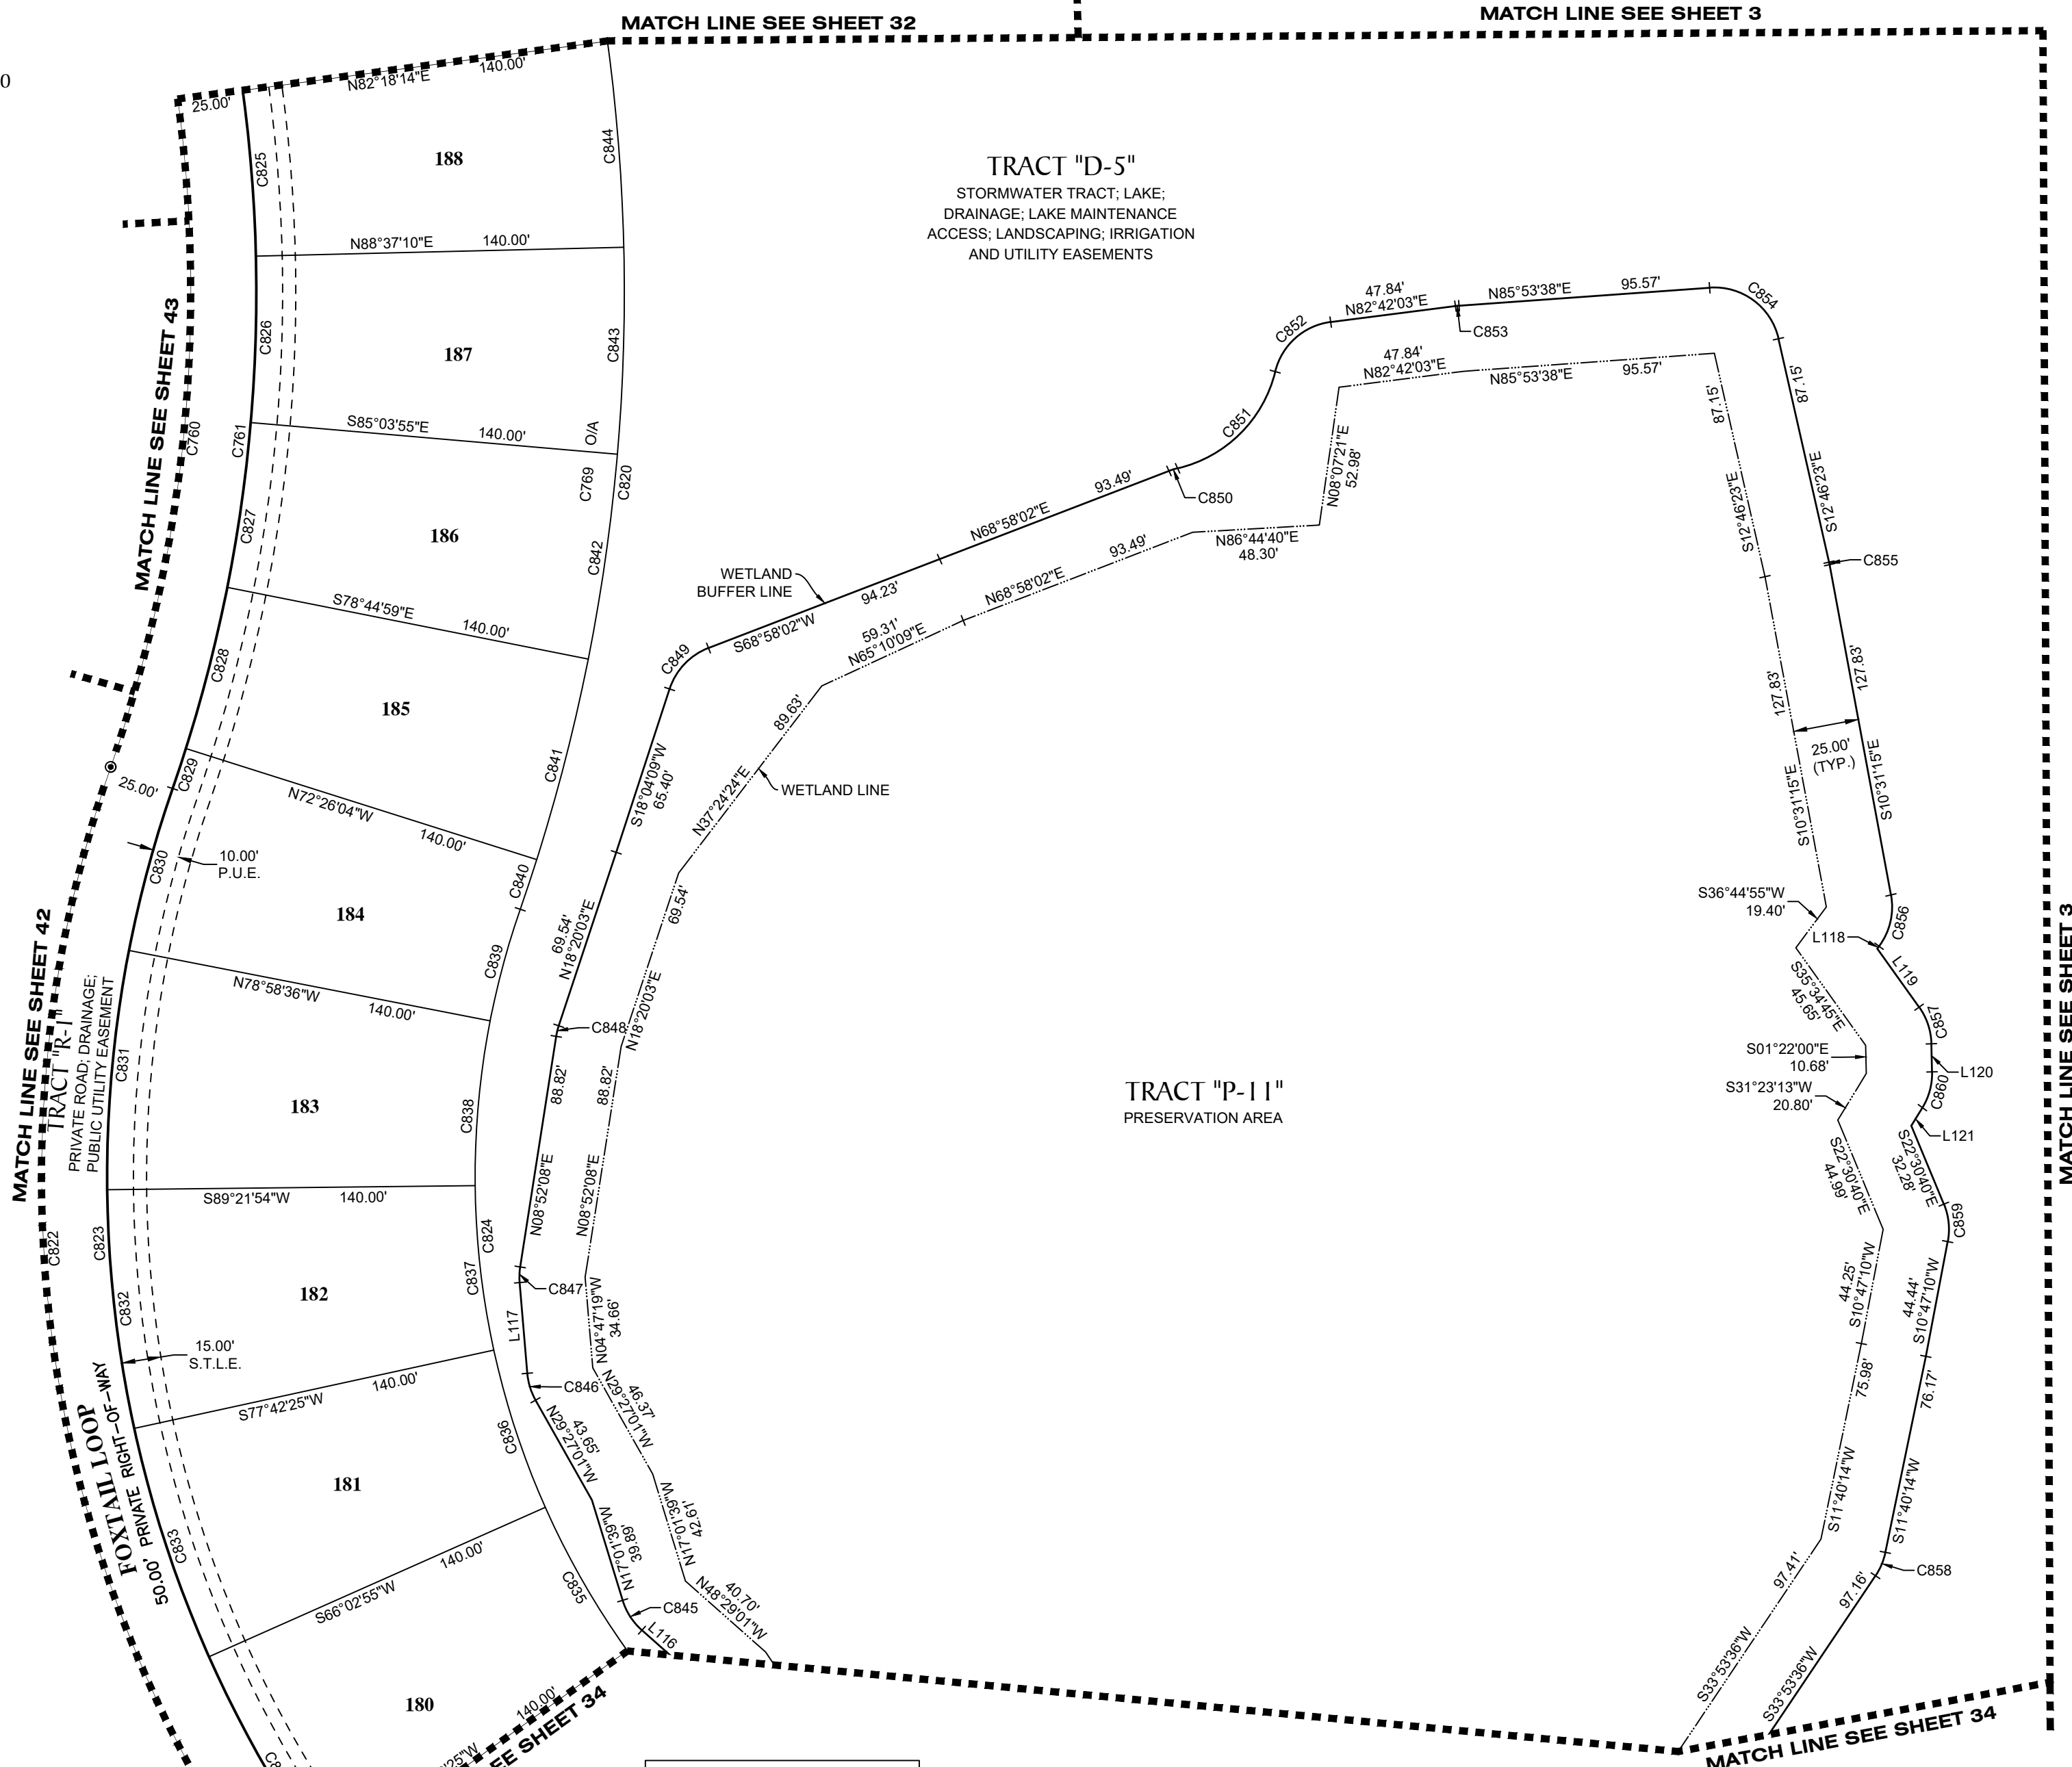 MATCH LINE SEE SHEET 32
MATCH LINE SEE SHEET 3
0
25.00'
N82°18'14"E 140.00'
C825
188
C844
TRACT "D-5"
STORMWATER TRACT; LAKE;
DRAINAGE; LAKE MAINTENANCE
ACCESS; LANDSCAPING; IRRIGATION
AND UTILITY EASEMENTS
N88°37'10"E 140.00'
MATCH LINE SEE SHEET 43
C826
187
C843
C760
C761
S85°03'55"E 140.00'
O/A
C769
C820
C827
186
C842
S78°44'59"E 140.00'
C828
185
C841
C829
25.00'
N72°26'04"W
140.00'
C830
10.00'
P.U.E.
184
C840
C839
N78°58'36"W
140.00'
MATCH LINE SEE SHEET 42
TRACT "R-1"
PRIVATE ROAD; DRAINAGE;
PUBLIC UTILITY EASEMENT
C831
183
C838
S89°21'54"W 140.00'
C822
C823
C824
C832
182
C837
15.00'
S.T.L.E.
S77°42'25"W
140.00'
FOXTAIL LOOP
50.00' PRIVATE RIGHT-OF-WAY
C833
181
C836
S66°02'55"W
140.00'
C835
180
140.00'
EE SHEET 34
'25"W
C8
47.84'
N82°42'03"E
N85°53'38"E 95.57'
C852
C853
C854
47.84'
N82°42'03"E
N85°53'38"E 95.57'
87.15'
S12°46'23"E
87.15'
S12°46'23"E
C851
N08°07'21"E
52.98'
C850
93.49'
N68°58'02"E
N86°44'40"E
48.30'
93.49'
N68°58'02"E
WETLAND
BUFFER LINE
94.23'
S68°58'02"W
59.31'
N65°10'09"E
C849
89.63'
N37°24'24"E
WETLAND LINE
S18°04'09"W
65.40'
69.54'
N18°20'03"E
69.54'
N18°20'03"E
C848
88.82'
N08°52'08"E
88.82'
N08°52'08"E
C847
L117
N04°47'19"W
34.66'
C846
46.37'
N29°27'01"W
43.65'
N29°27'01"W
N17°01'39"W
42.61'
N17°01'39"W
39.89'
C845
L116
40.70'
N48°29'01"W
TRACT "P-11"
PRESERVATION AREA
C855
127.83'
S10°31'15"E
127.83'
S10°31'15"E
25.00'
(TYP.)
S36°44'55"W
19.40'
L118
C856
L119
S35°34'45"E
45.65'
C857
S01°22'00"E
10.68'
L120
S31°23'13"W
20.80'
C860
L121
S22°30'40"E
44.99'
S22°30'40"E
32.28'
C859
44.25'
S10°47'10"W
44.44'
S10°47'10"W
75.98'
S11°40'14"W
76.17'
S11°40'14"W
C858
97.41'
S33°53'36"W
97.16'
S33°53'36"W
MATCH LINE SEE SHEET 34
MATCH LINE SEE SHEET 3